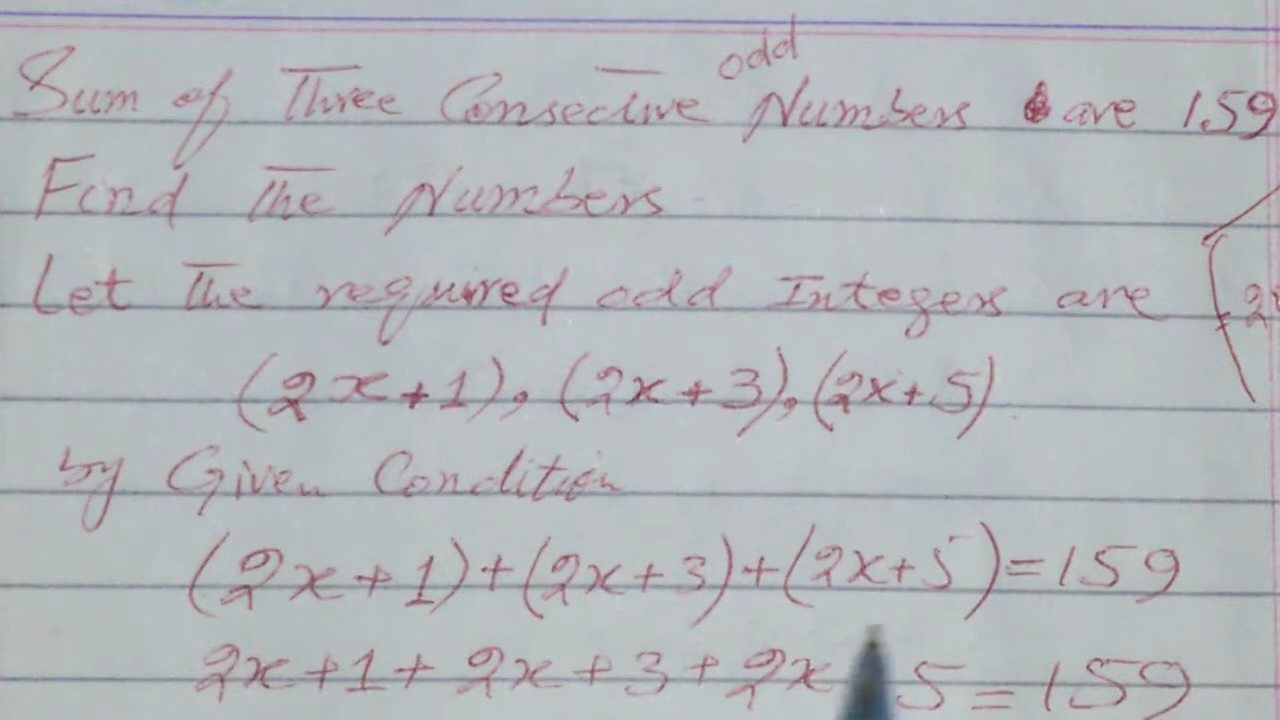 Sum of Three Consecutive odd Numbers are 159
Find The Numbers
Let The required odd Integers are
(2x+1), (2x+3), (2x+5)
by Given Condition
(2x+1)+(2x+3)+(2x+5)=159
2x+1+2x+3+2x 5=159